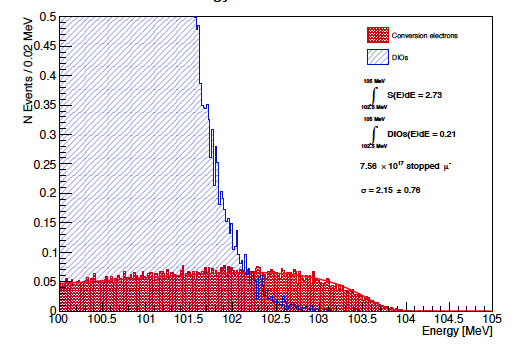 N Events / 0.02 MeV
0.5
0.45
0.4
0.35
0.3
0.25
0.2
0.15
0.1
0.05
0
100
100.5
101
101.5
102
102.5
103
103.5
104
104.5
105
Energy [MeV]
Conversion electrons
DIOs
105 MeV
∫ S(E)dE = 2.73
102.5 MeV
105 MeV
∫ DIOs(E)dE = 0.21
102.5 MeV
7.56 × 10¹⁷ stopped μ⁻
σ = 2.15 ± 0.76